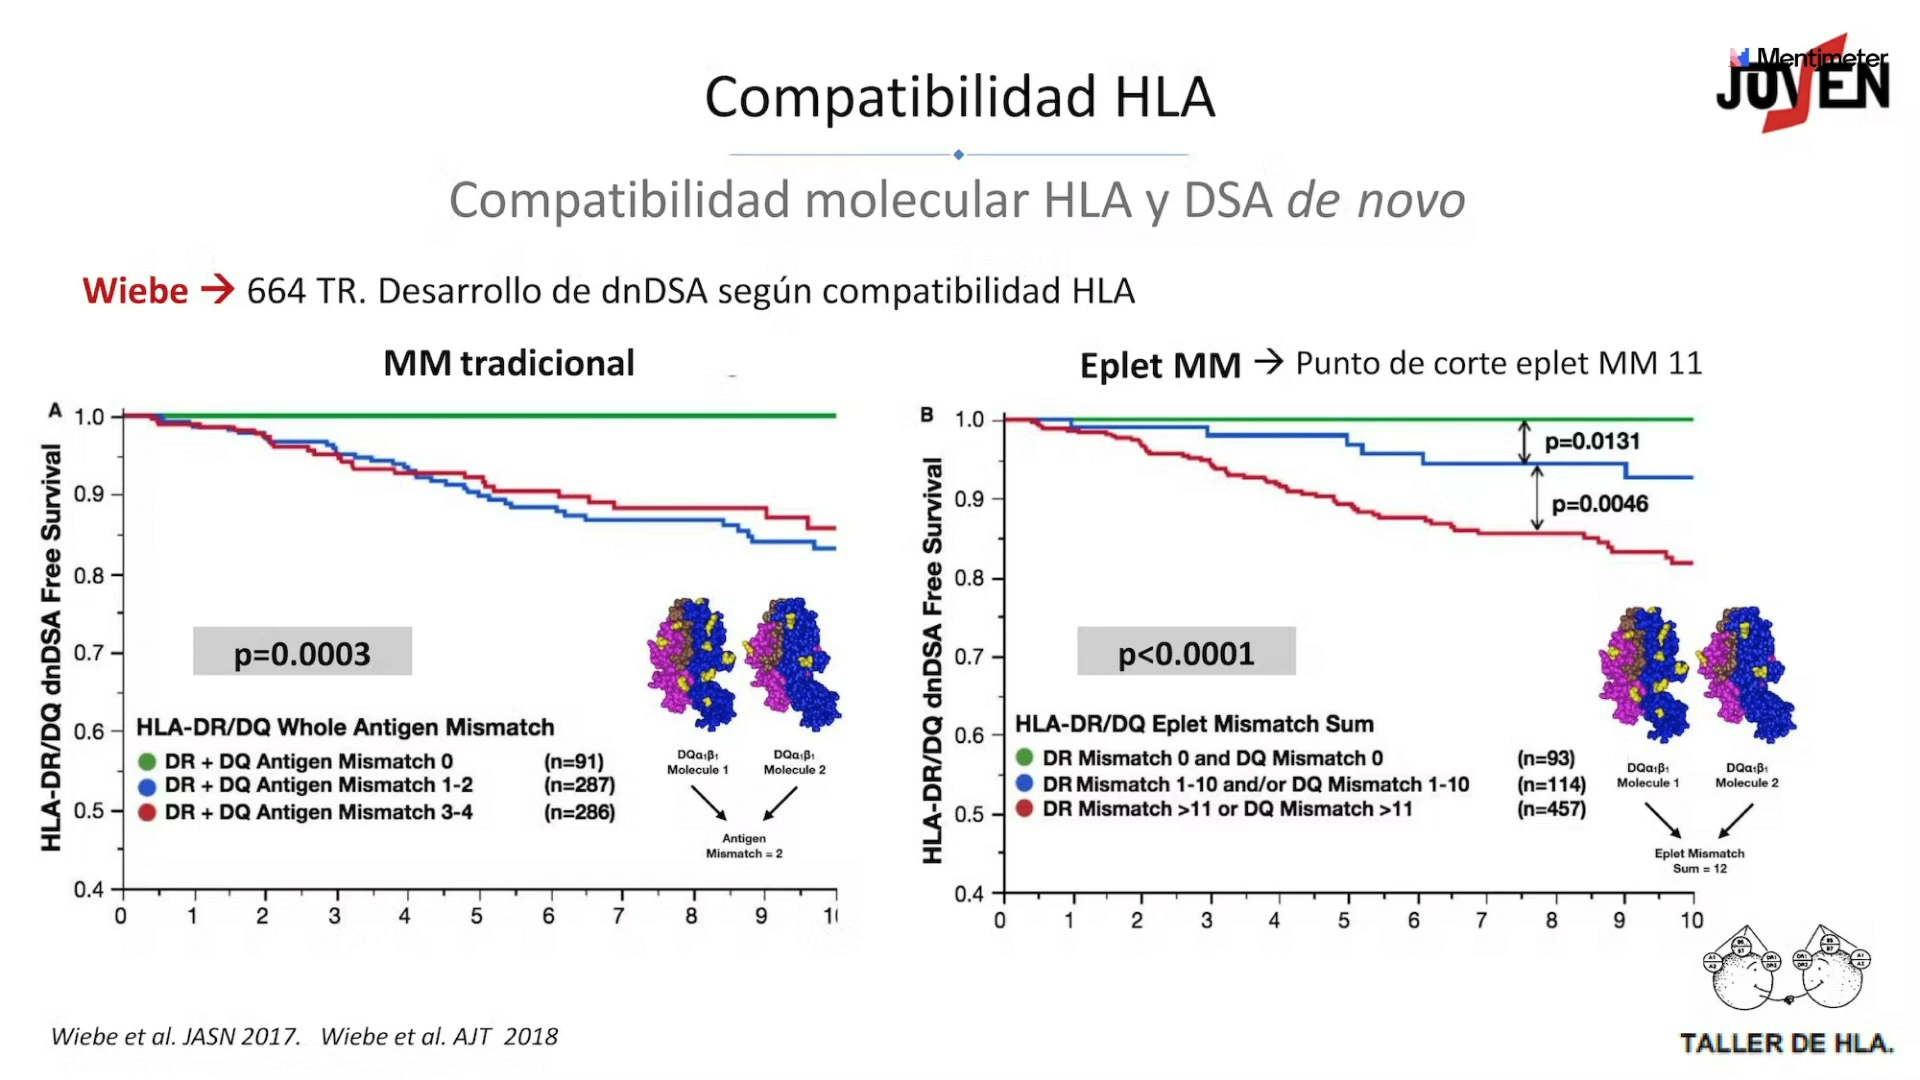 Mentimeter
JOVEN
Compatibilidad HLA
Compatibilidad molecular HLA y DSA de novo
Wiebe → 664 TR. Desarrollo de dnDSA según compatibilidad HLA
MM tradicional
Eplet MM → Punto de corte eplet MM 11
A
HLA-DR/DQ dnDSA Free Survival
1.0
0.9
0.8
0.7
0.6
0.5
0.4
p=0.0003
HLA-DR/DQ Whole Antigen Mismatch
DR + DQ Antigen Mismatch 0 (n=91)
DR + DQ Antigen Mismatch 1-2 (n=287)
DR + DQ Antigen Mismatch 3-4 (n=286)
DQα₁β₁ DQα₁β₁
Molecule 1 Molecule 2
Antigen
Mismatch = 2
0 1 2 3 4 5 6 7 8 9
B
HLA-DR/DQ dnDSA Free Survival
1.0
0.9
0.8
0.7
0.6
0.5
0.4
p=0.0131
p=0.0046
p<0.0001
HLA-DR/DQ Eplet Mismatch Sum
DR Mismatch 0 and DQ Mismatch 0 (n=93)
DR Mismatch 1-10 and/or DQ Mismatch 1-10 (n=114)
DR Mismatch >11 or DQ Mismatch >11 (n=457)
DQα₁β₁ DQα₁β₁
Molecule 1 Molecule 2
Eplet Mismatch
Sum = 12
0 1 2 3 4 5 6 7 8 9 10
Wiebe et al. JASN 2017. Wiebe et al. AJT 2018
TALLER DE HLA.